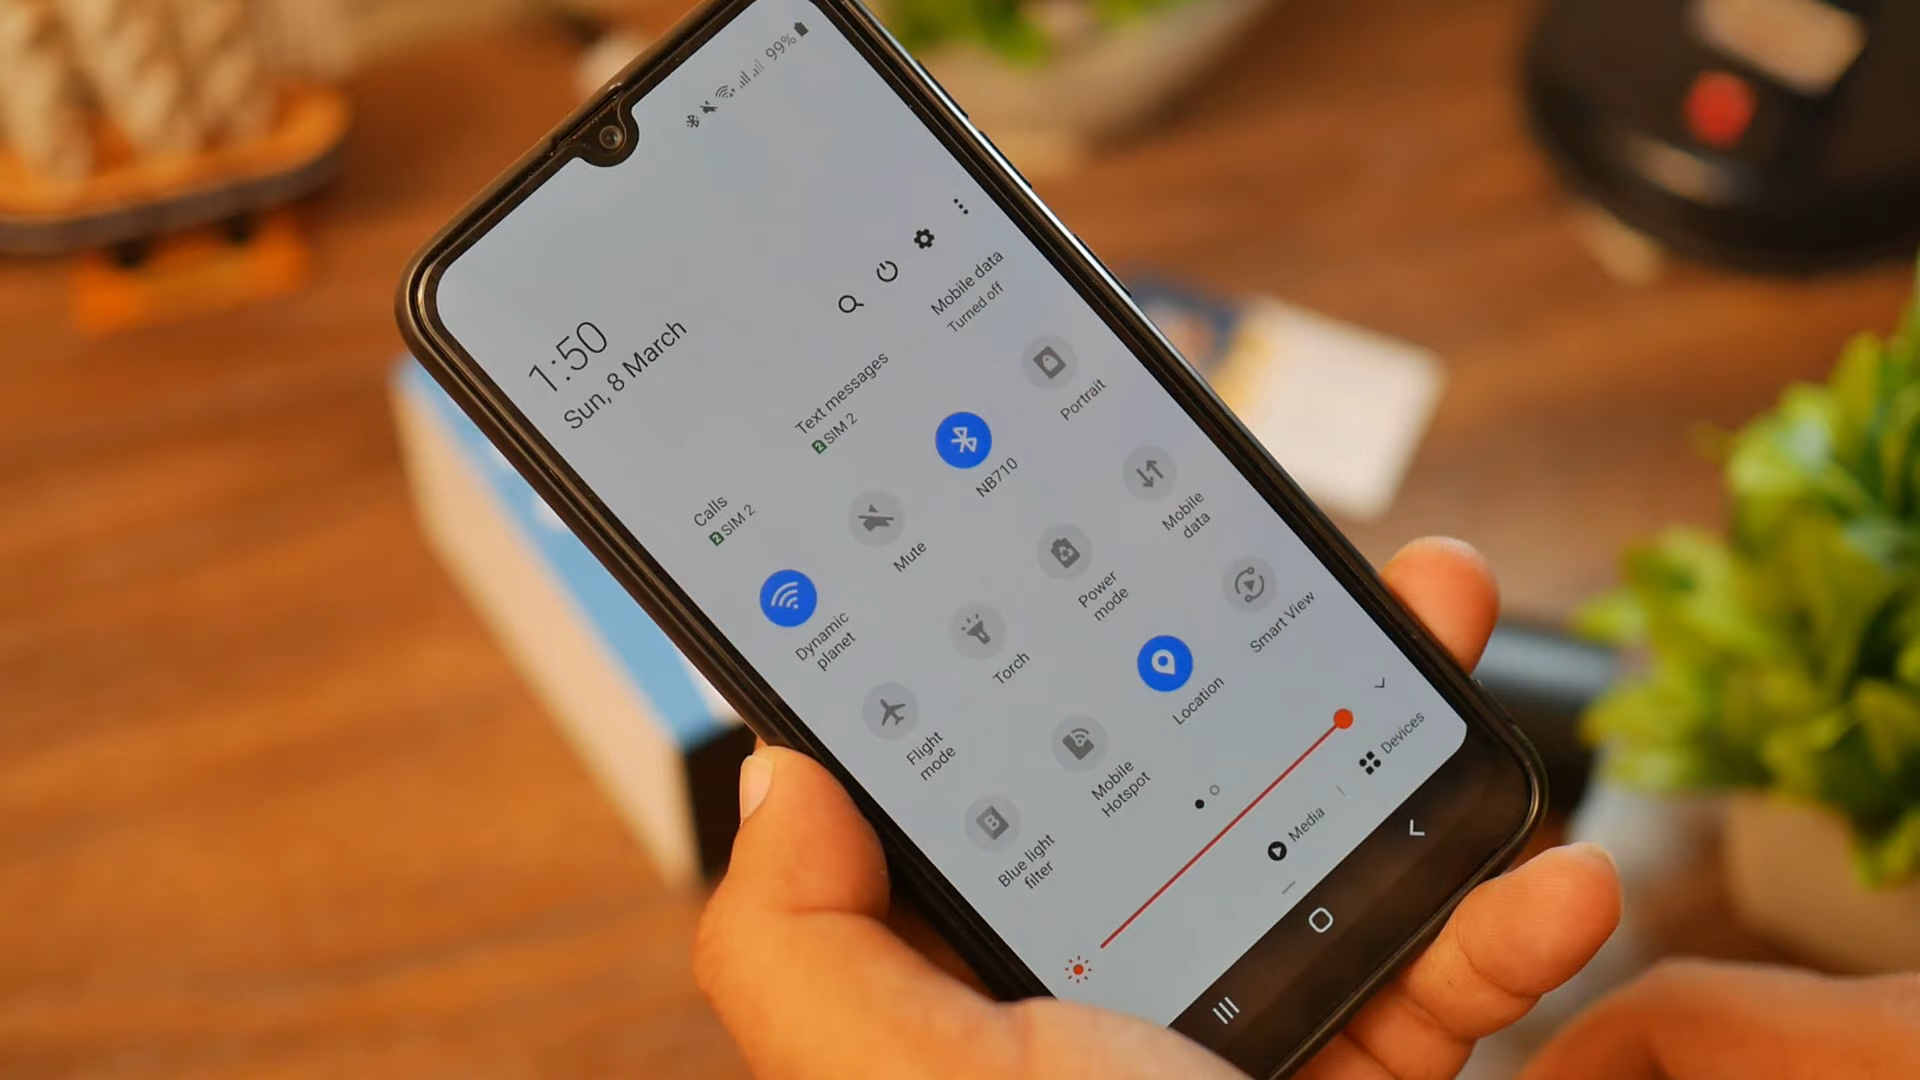 99%
1:50
Sun, 8 March
Calls
2 SIM 2
Text messages
2 SIM 2
Mobile data
Turned off
Dynamic
planet
Mute
NB710
Portrait
Flight
mode
Torch
Power
mode
Mobile
data
Blue light
filter
Mobile
Hotspot
Location
Smart View
Media
Devices